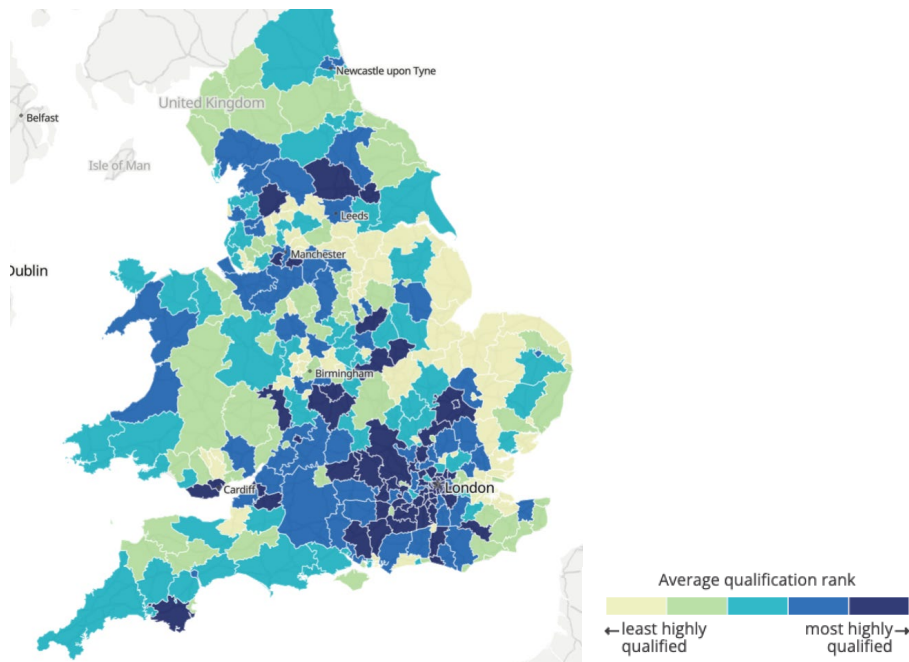 Newcastle upon Tyne
United Kingdom
Belfast
Isle of Man
Leeds
Dublin
Manchester
Birmingham
Cardiff
London
Average qualification rank
←least highly qualified
most highly→ qualified